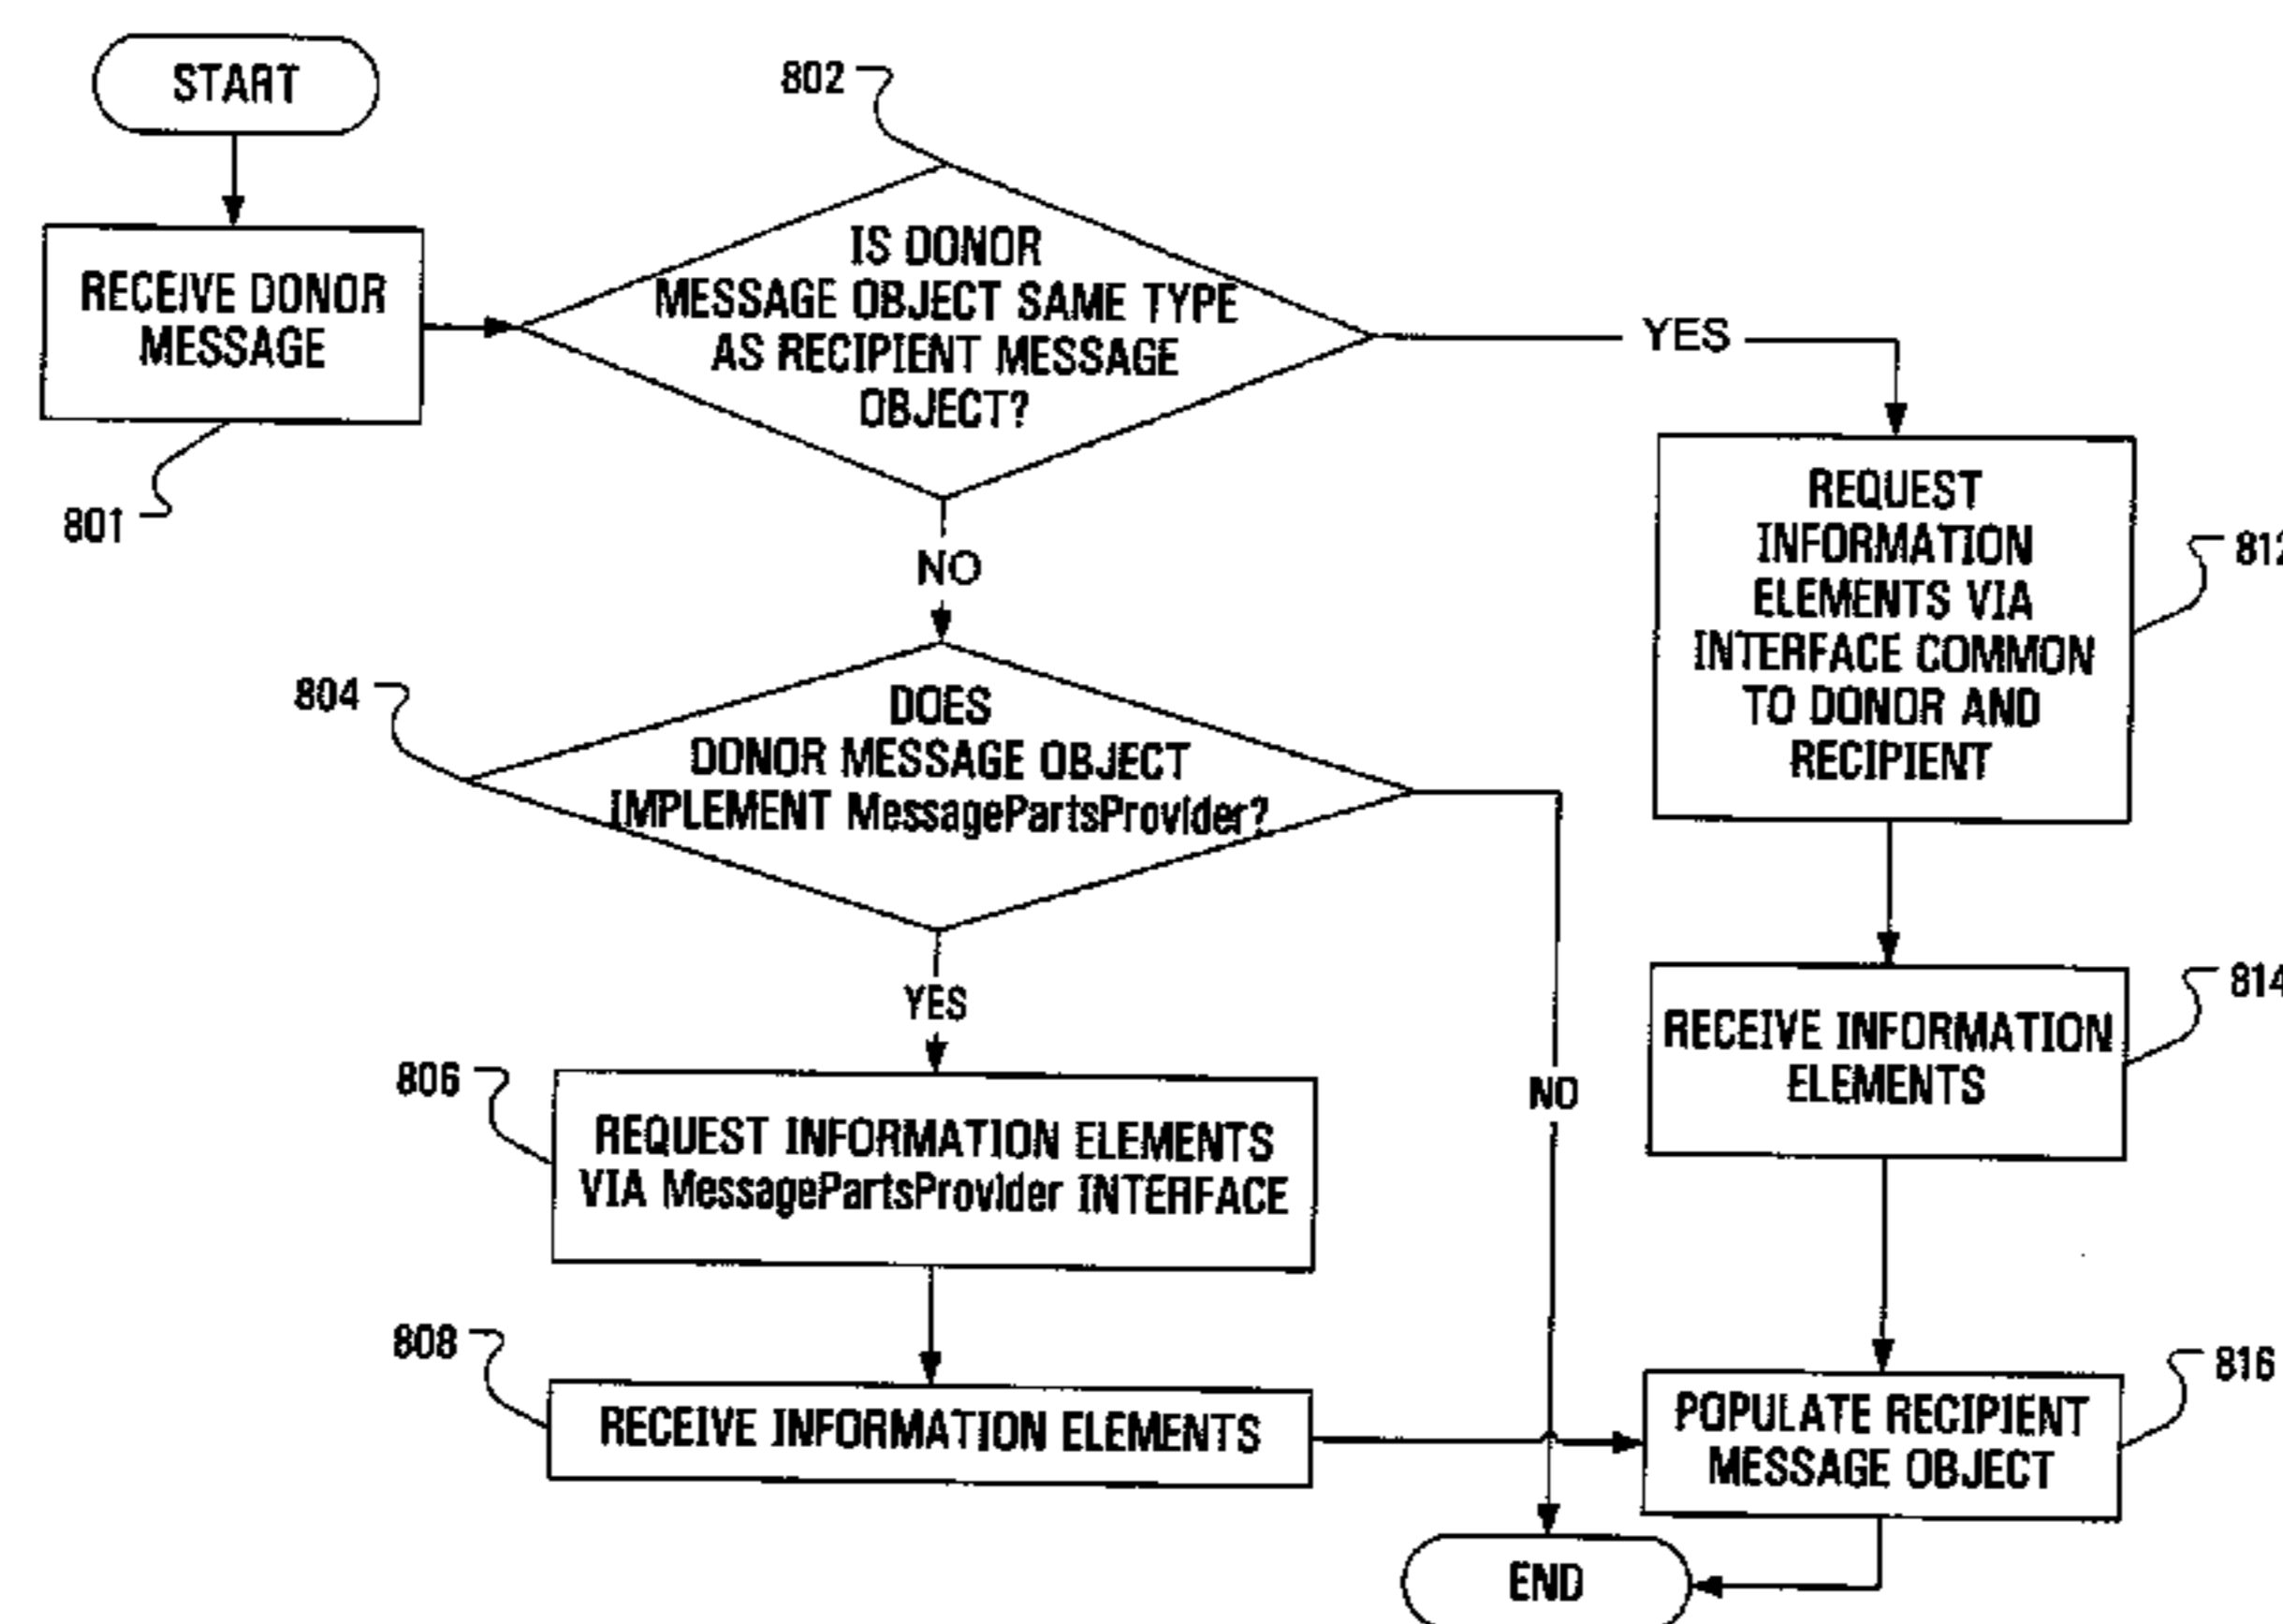 START
802
IS DONOR
MESSAGE OBJECT SAME TYPE
AS RECIPIENT MESSAGE
OBJECT?
RECEIVE DONOR
MESSAGE
801
YES
NO
REQUEST
INFORMATION
ELEMENTS VIA
INTERFACE COMMON
TO DONOR AND
RECIPIENT
812
804
DOES
DONOR MESSAGE OBJECT
IMPLEMENT MessagePartsProvider?
YES
NO
RECEIVE INFORMATION
ELEMENTS
814
806
REQUEST INFORMATION ELEMENTS
VIA MessagePartsProvider INTERFACE
808
RECEIVE INFORMATION ELEMENTS
POPULATE RECIPIENT
MESSAGE OBJECT
816
END